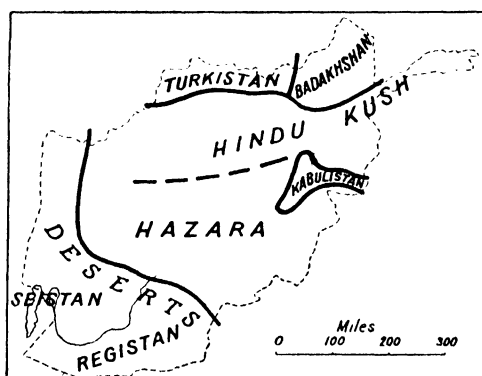 TURKISTAN
BADAKHSHAN
HINDU KUSH
KABULISTAN
HAZARA
DESERTS
SEISTAN
REGISTAN
Miles
0 100 200 300